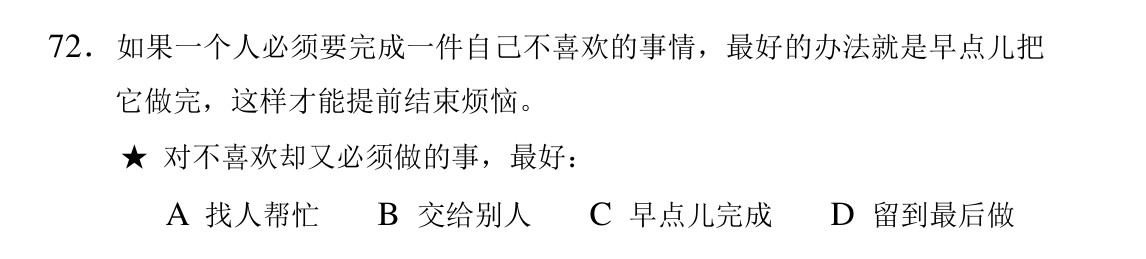 72. 如果一个人必须要完成一件自己不喜欢的事情，最好的办法就是早点儿把
它做完，这样才能提前结束烦恼。
★ 对不喜欢却又必须做的事，最好：
A 找人帮忙 B 交给别人 C 早点儿完成 D 留到最后做